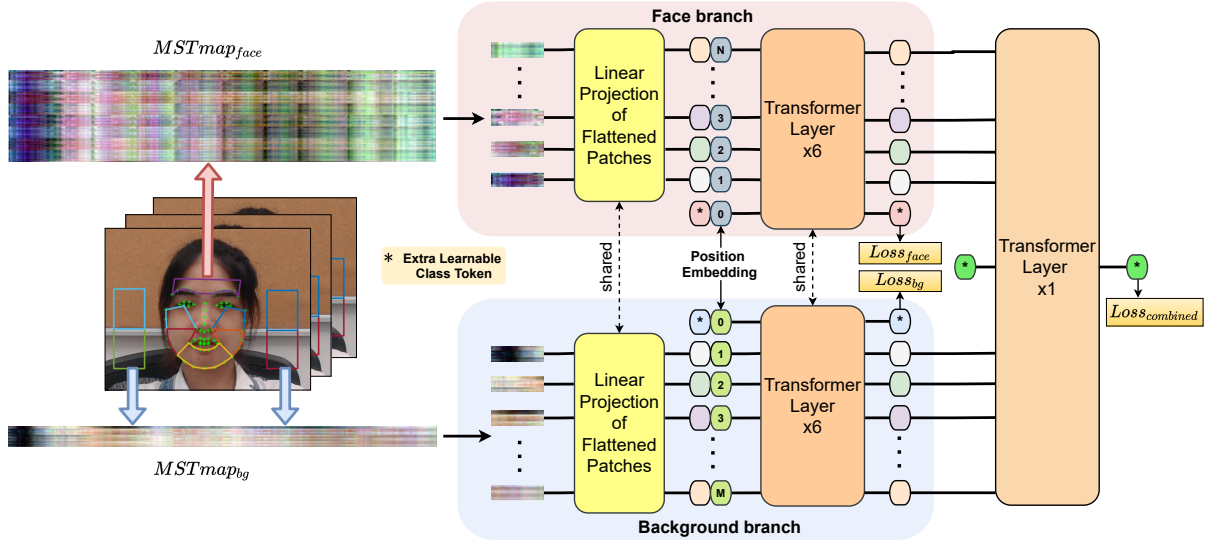 Face branch
MSTmap_face
Linear
Projection
of
Flattened
Patches
N
3
2
1
* 0
Transformer
Layer
x6
*
shared
* Extra Learnable
Class Token
Position
Embedding
shared
Loss_face
Loss_bg
*
Transformer
Layer
x1
*
Loss_combined
* 0
1
2
3
M
Linear
Projection
of
Flattened
Patches
Transformer
Layer
x6
*
MSTmap_bg
Background branch